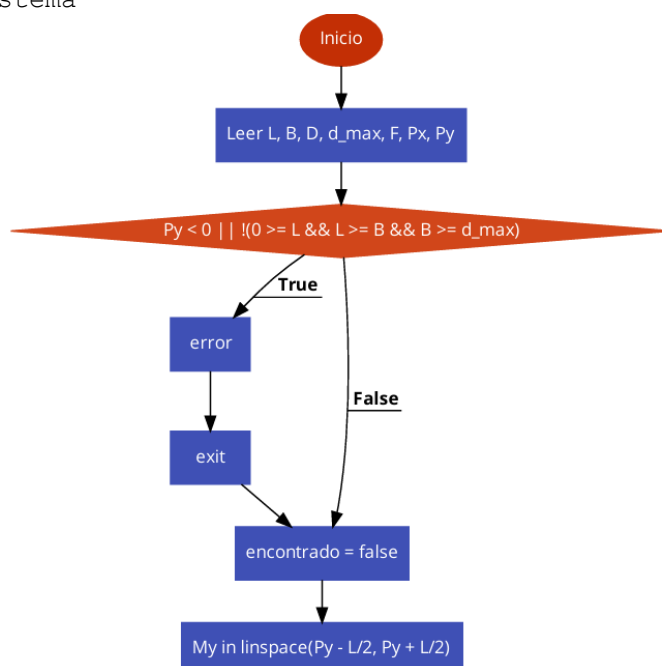 Inicio
Leer L, B, D, d_max, F, Px, Py
Py < 0 || !(0 >= L && L >= B && B >= d_max)
True
error
False
exit
encontrado = false
My in linspace(Py - L/2, Py + L/2)